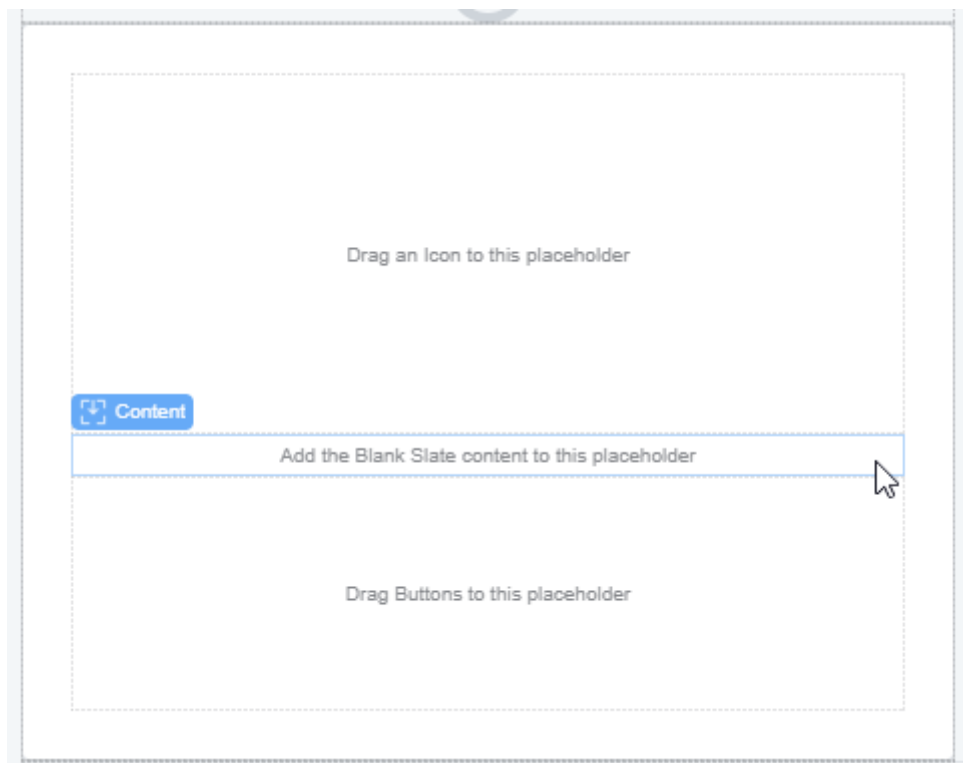 Drag an Icon to this placeholder
Content
Add the Blank Slate content to this placeholder
Drag Buttons to this placeholder